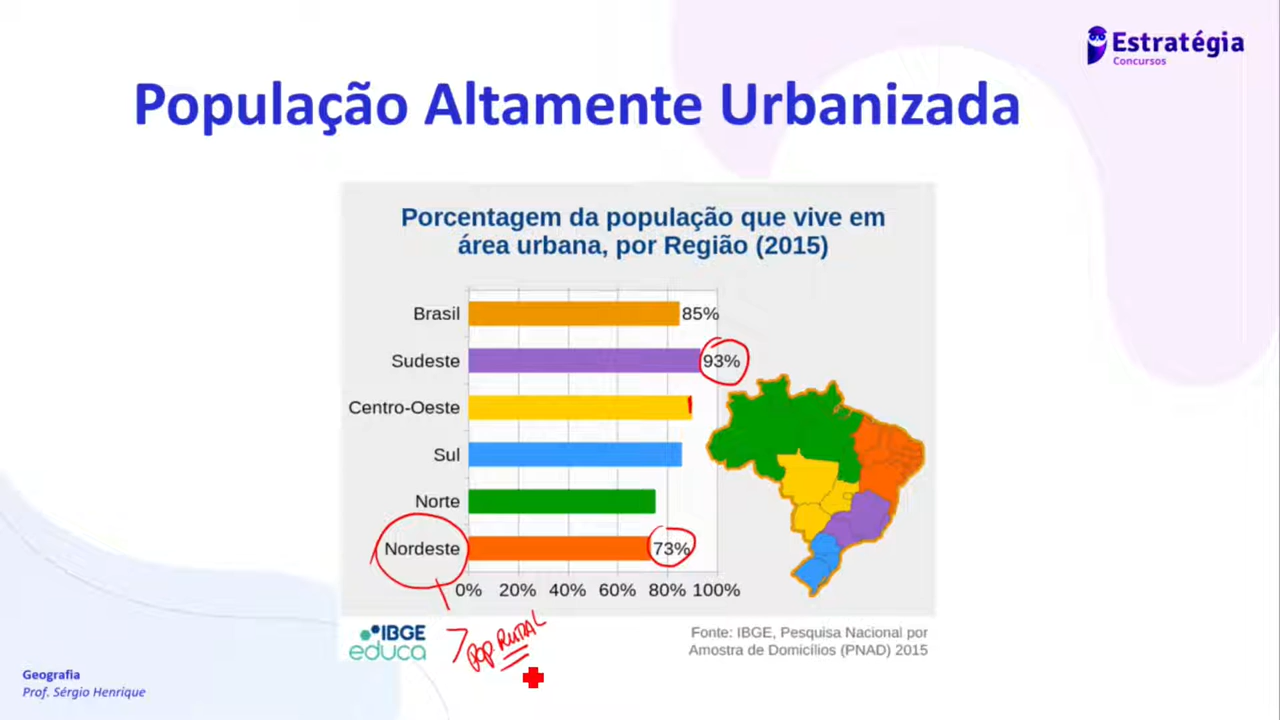 Estratégia
Concursos
População Altamente Urbanizada
Porcentagem da população que vive em
área urbana, por Região (2015)
Brasil 85%
Sudeste 93%
Centro-Oeste
Sul
Norte
Nordeste 73%
0% 20% 40% 60% 80% 100%
> POP RURAL
IBGE
educa
Fonte: IBGE, Pesquisa Nacional por
Amostra de Domicílios (PNAD) 2015
Geografia
Prof. Sérgio Henrique